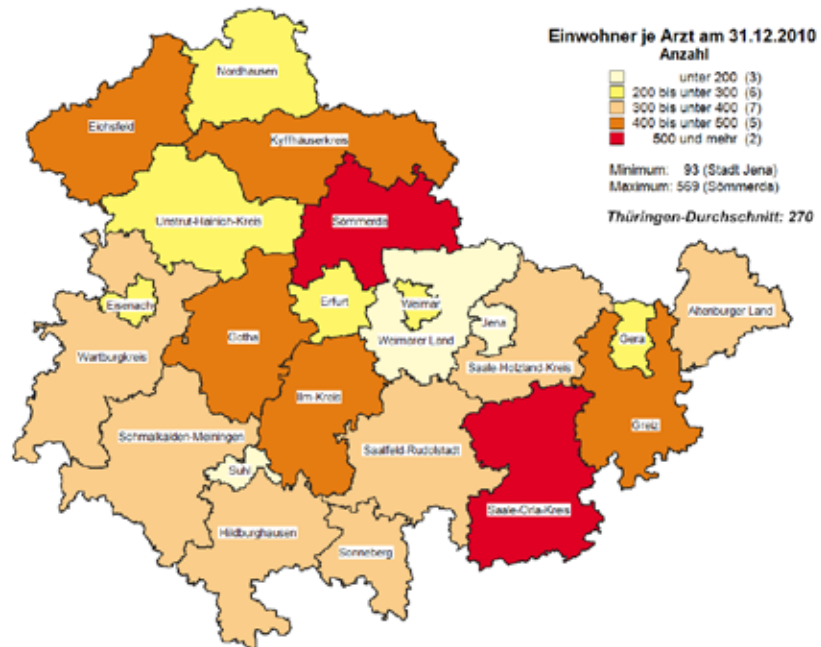 Einwohner je Arzt am 31.12.2010
Anzahl
unter 200 (3)
200 bis unter 300 (6)
300 bis unter 400 (7)
400 bis unter 500 (5)
500 und mehr (2)
Minimum: 93 (Stadt Jena)
Maximum: 569 (Sömmerda)
Thüringen-Durchschnitt: 270
Nordhausen
Eichsfeld
Kyffhäuserkreis
Unstrut-Hainich-Kreis
Sömmerda
Eisenach
Erfurt
Weimar
Jena
Gera
Altenburger Land
Gotha
Weimarer Land
Wartburgkreis
Saale-Holzland-Kreis
Ilm-Kreis
Greiz
Schmalkalden-Meiningen
Saalfeld-Rudolstadt
Suhl
Saale-Orla-Kreis
Hildburghausen
Sonneberg